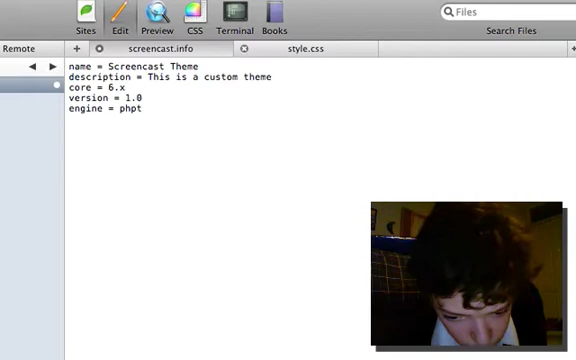 Sites Edit Preview CSS Terminal Books
Files
Search Files
Remote
screencast.info
style.css
name = Screencast Theme
description = This is a custom theme
core = 6.x
version = 1.0
engine = phpt